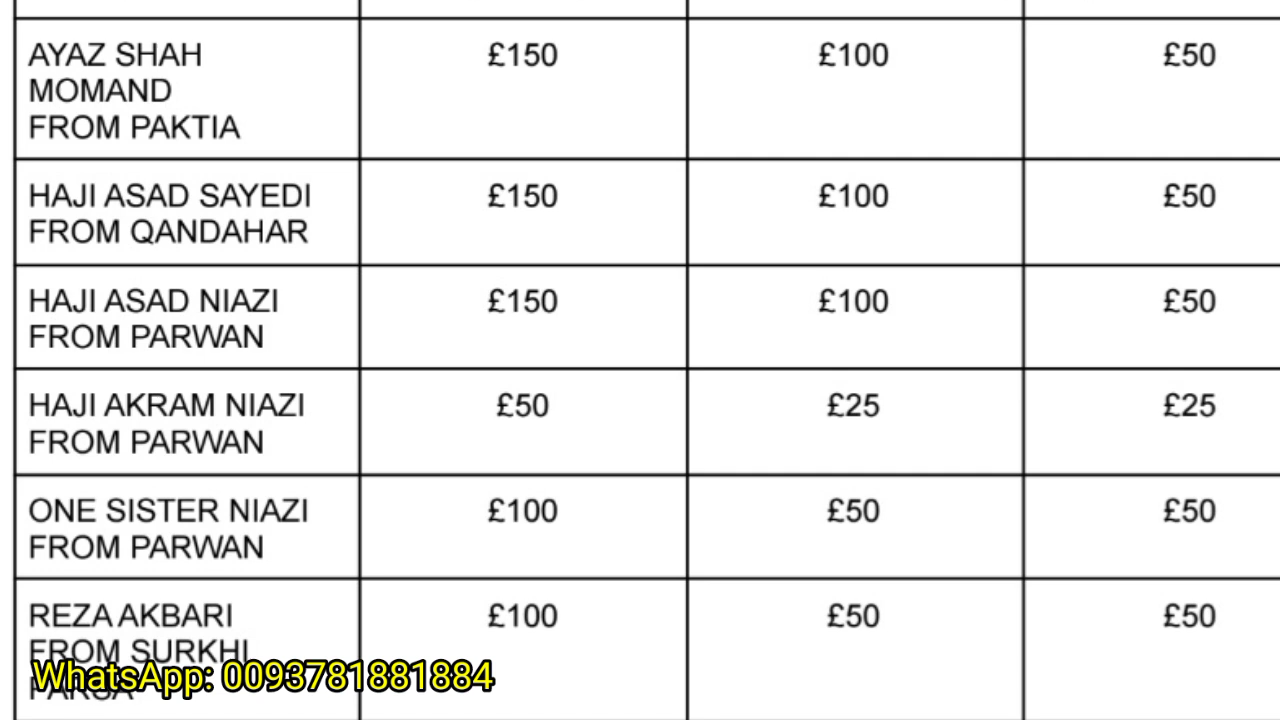 AYAZ SHAH £150 £100 £50
MOMAND
FROM PAKTIA
HAJI ASAD SAYEDI £150 £100 £50
FROM QANDAHAR
HAJI ASAD NIAZI £150 £100 £50
FROM PARWAN
HAJI AKRAM NIAZI £50 £25 £25
FROM PARWAN
ONE SISTER NIAZI £100 £50 £50
FROM PARWAN
REZA AKBARI £100 £50 £50
FROM SURKHI
PARSA
WhatsApp: 0093781881884